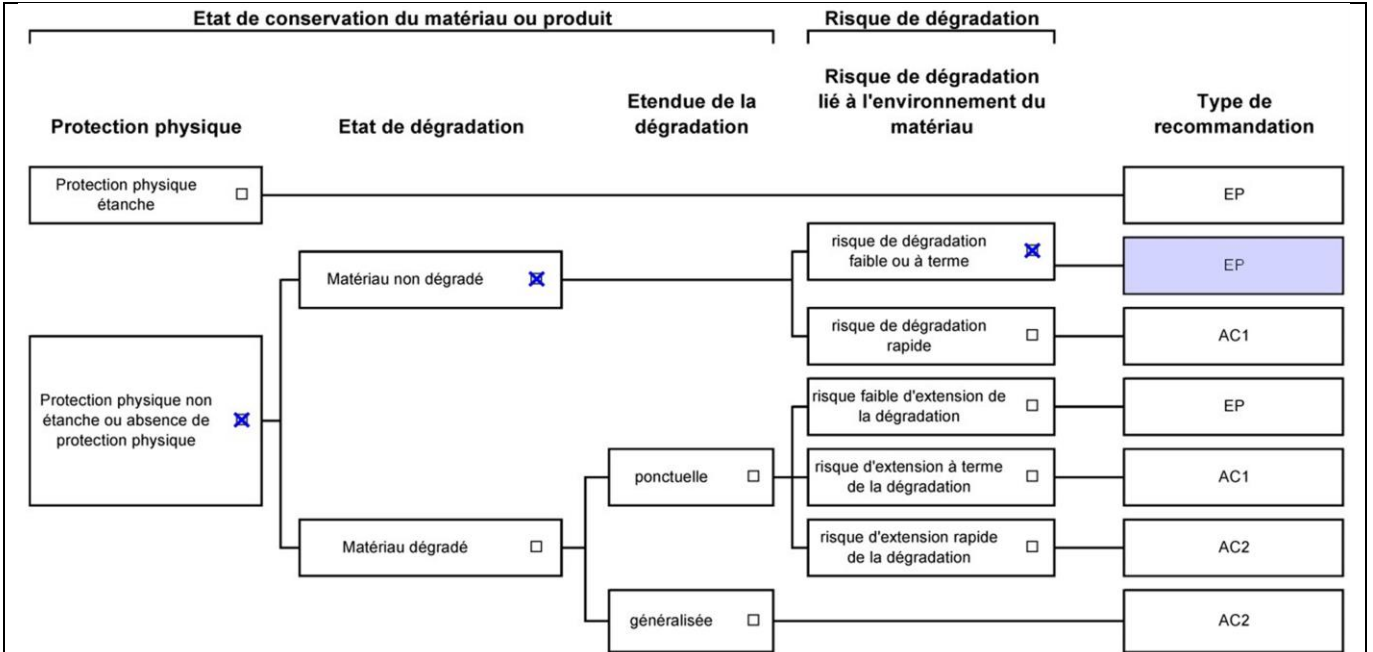 Etat de conservation du matériau ou produit
Risque de dégradation
Protection physique
Etat de dégradation
Etendue de la
dégradation
Risque de dégradation
lié à l'environnement du
matériau
Type de
recommandation
Protection physique
étanche
EP
Matériau non dégradé
risque de dégradation
faible ou à terme
EP
risque de dégradation
rapide
AC1
Protection physique non
étanche ou absence de
protection physique
risque faible d'extension de
la dégradation
EP
ponctuelle
risque d'extension à terme
de la dégradation
AC1
Matériau dégradé
risque d'extension rapide
de la dégradation
AC2
généralisée
AC2